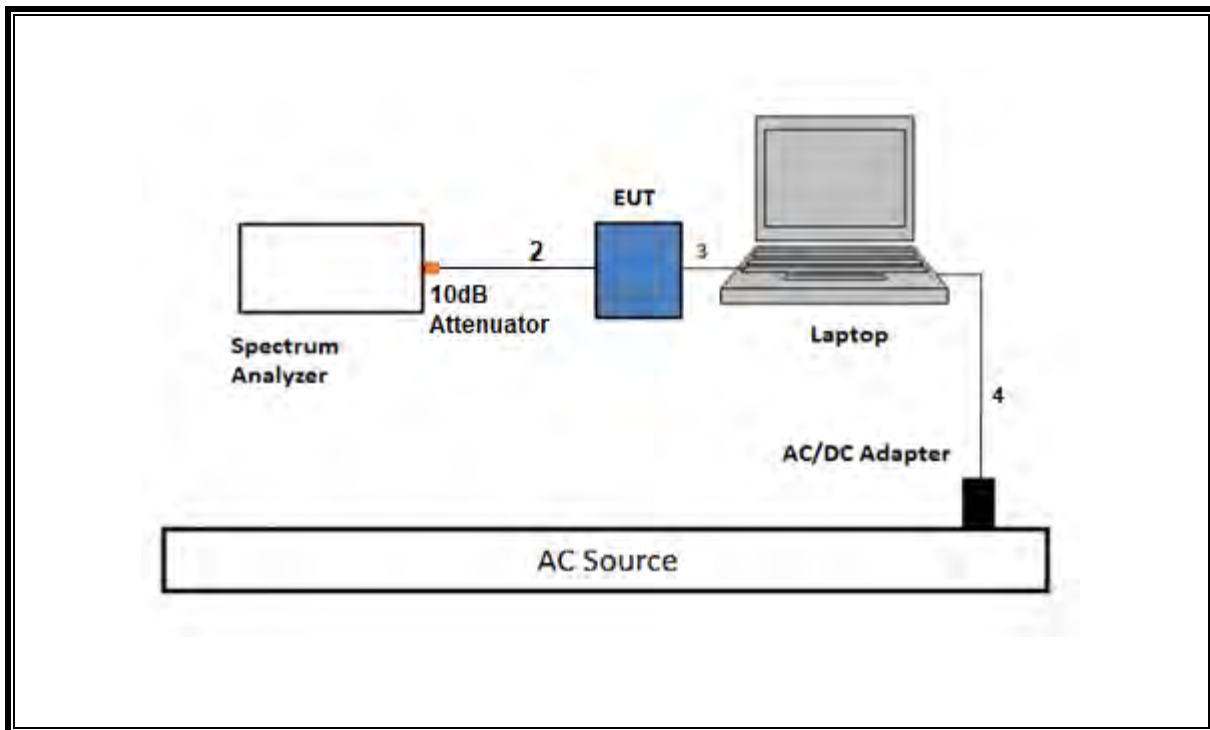 EUT
2
3
10dB
Attenuator
Spectrum
Analyzer
Laptop
4
AC/DC Adapter
AC Source